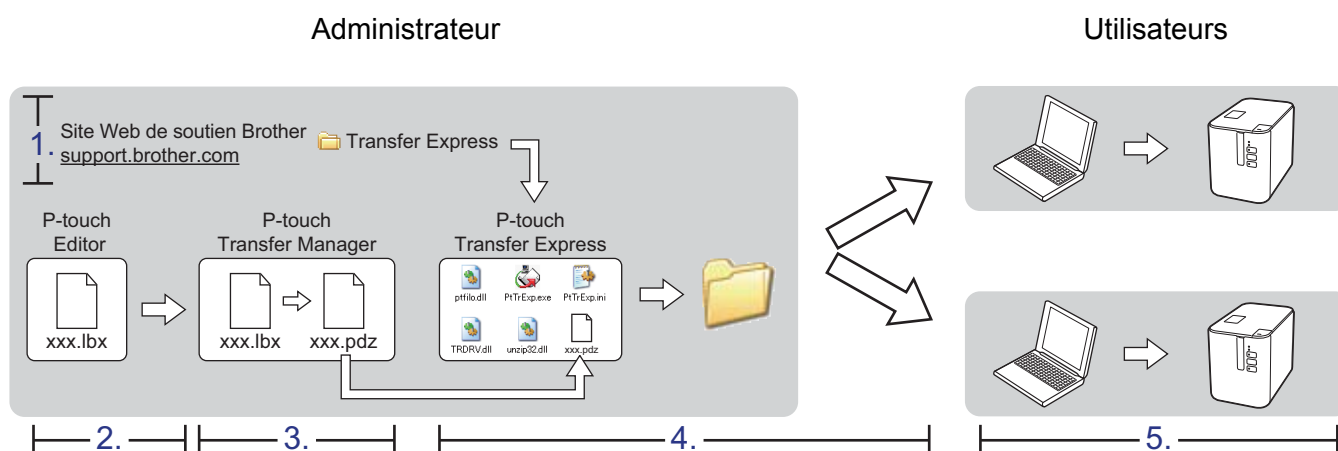 Administrateur
Utilisateurs
1.
Site Web de soutien Brother
support.brother.com
Transfer Express
P-touch
Editor
xxx.lbx
P-touch
Transfer Manager
xxx.lbx
xxx.pdz
P-touch
Transfer Express
ptfilo.dll
PtTrExp.exe
PtTrExp.ini
TRDRV.dll
unzip32.dll
xxx.pdz
2.
3.
4.
5.